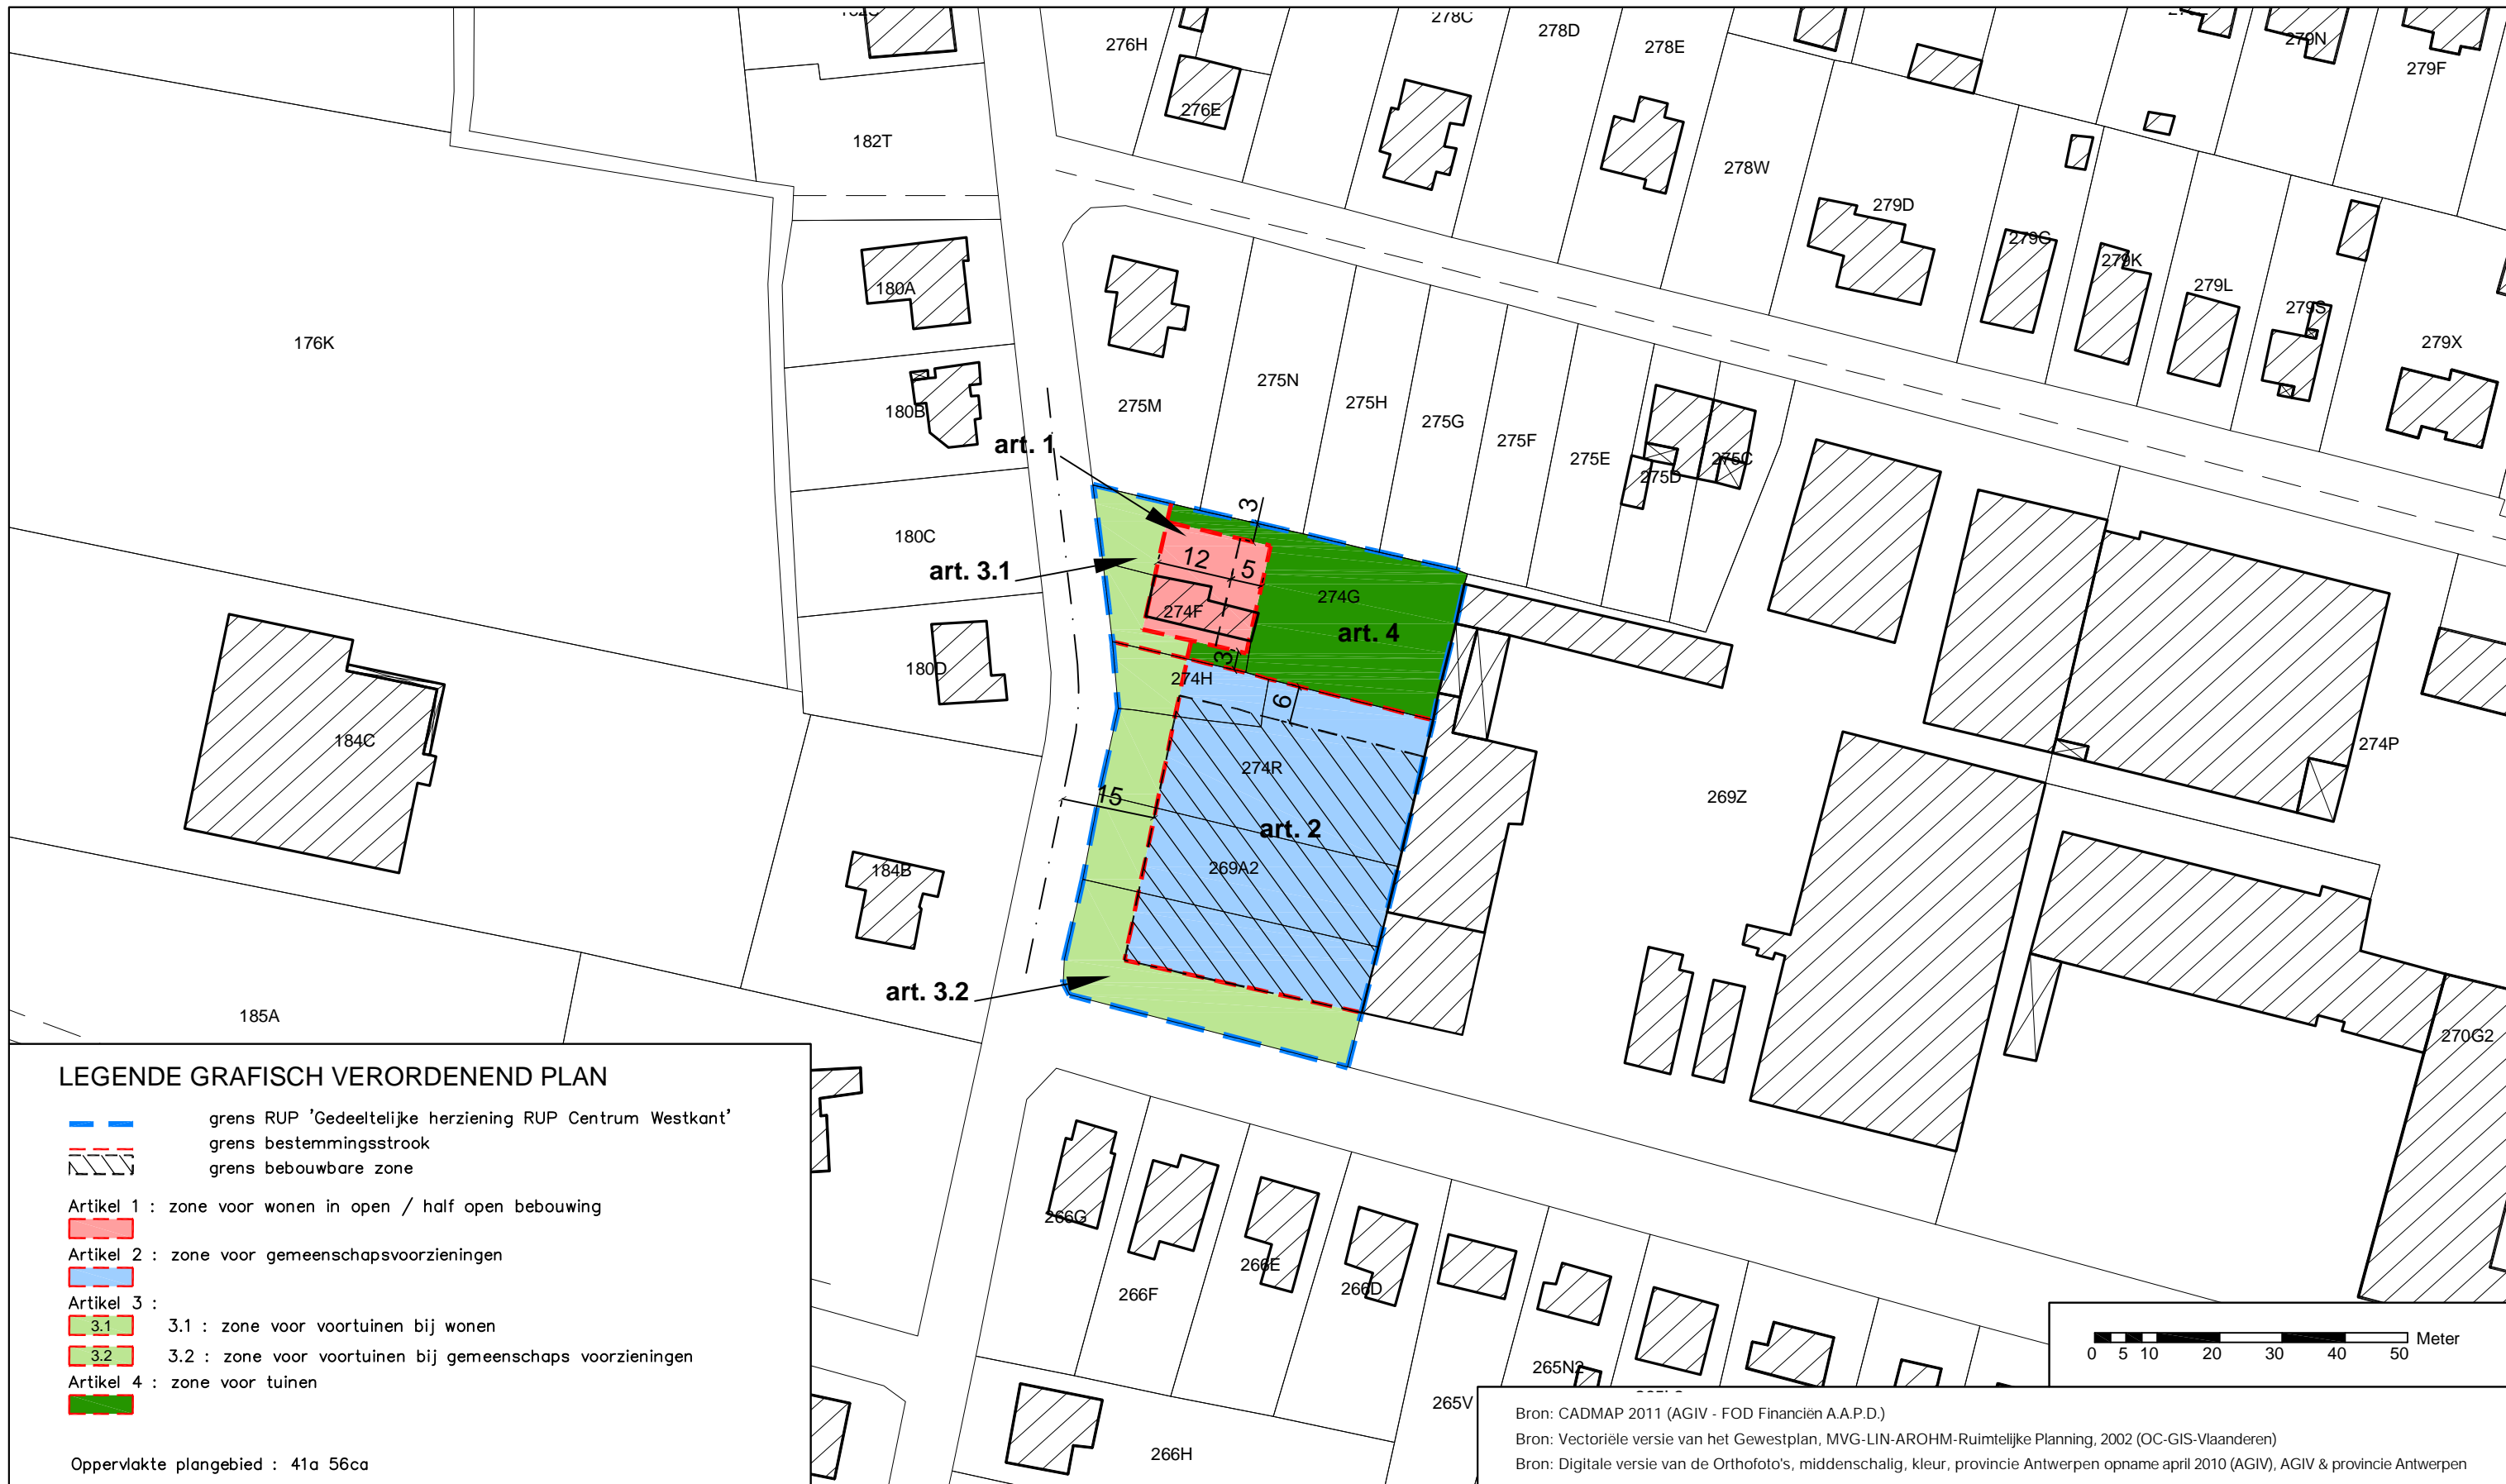 276H
278C
278D
278E
279N
279F
276E
182T
278W
279D
279G
279K
279L
279S
279X
180A
176K
275N
275H
275M
275G
275F
275E
275D
275C
180B
art. 1
3
180C
art. 3.1
12
5
274F
274G
art. 4
3
180D
274H
6
184C
274R
274P
15
269Z
art. 2
184B
269A2
art. 3.2
185A
270G2
LEGENDE GRAFISCH VERORDENEND PLAN
grens RUP 'Gedeeltelijke herziening RUP Centrum Westkant'
grens bestemmingsstrook
grens bebouwbare zone
Artikel 1 : zone voor wonen in open / half open bebouwing
Artikel 2 : zone voor gemeenschapsvoorzieningen
Artikel 3 :
3.1 3.1 : zone voor voortuinen bij wonen
3.2 3.2 : zone voor voortuinen bij gemeenschaps voorzieningen
Artikel 4 : zone voor tuinen
Oppervlakte plangebied : 41a 56ca
266G
266F
266E
266D
265N2
265V
266H
Meter
0 5 10 20 30 40 50
Bron: CADMAP 2011 (AGIV - FOD Financiën A.A.P.D.)
Bron: Vectoriële versie van het Gewestplan, MVG-LIN-AROHM-Ruimtelijke Planning, 2002 (OC-GIS-Vlaanderen)
Bron: Digitale versie van de Orthofoto's, middenschalig, kleur, provincie Antwerpen opname april 2010 (AGIV), AGIV & provincie Antwerpen